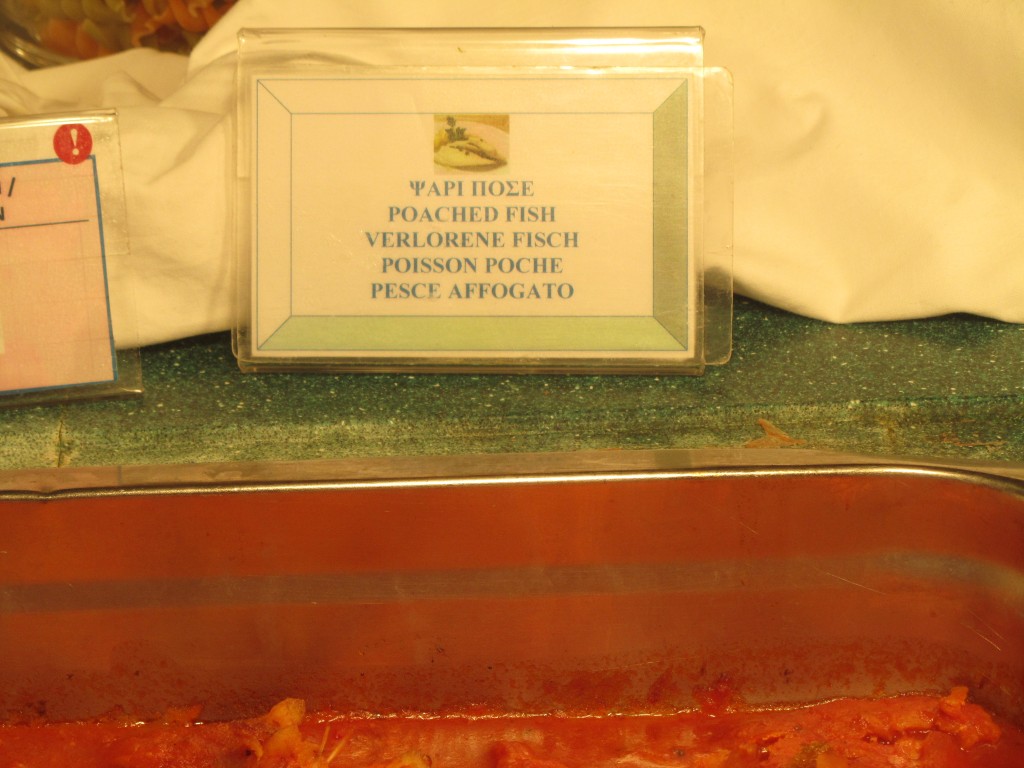 ΨΑΡΙ ΠΟΣΕ
POACHED FISH
VERLORENE FISCH
POISSON POCHE
PESCE AFFOGATO